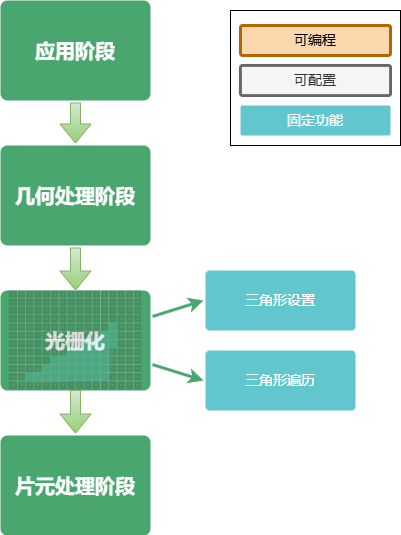 应用阶段
可编程
可配置
固定功能
几何处理阶段
光栅化
三角形设置
三角形遍历
片元处理阶段